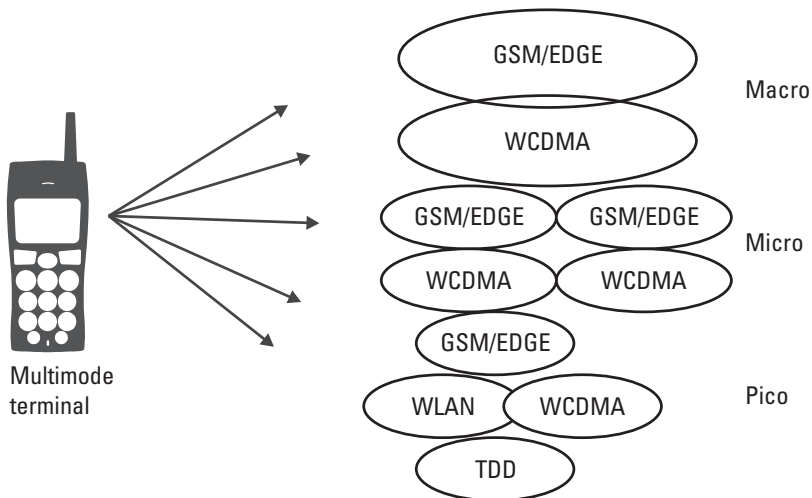 GSM/EDGE
Macro
WCDMA
GSM/EDGE GSM/EDGE
Micro
WCDMA WCDMA
GSM/EDGE
Multimode
terminal
WLAN WCDMA
Pico
TDD